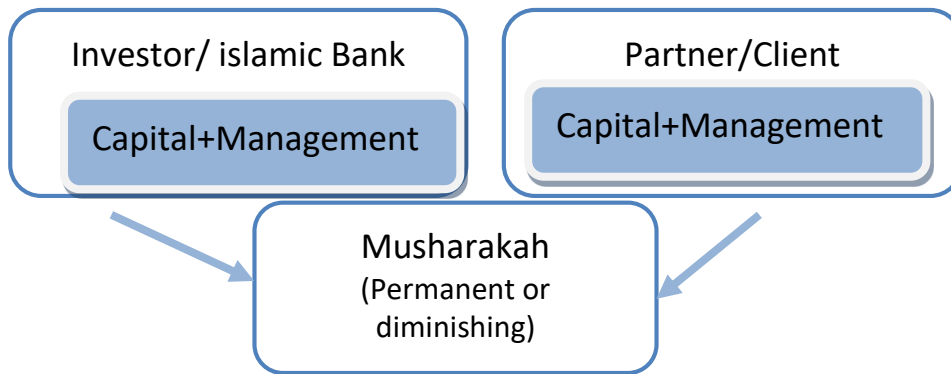 Investor/ islamic Bank
Capital+Management
Partner/Client
Capital+Management
Musharakah
(Permanent or
diminishing)